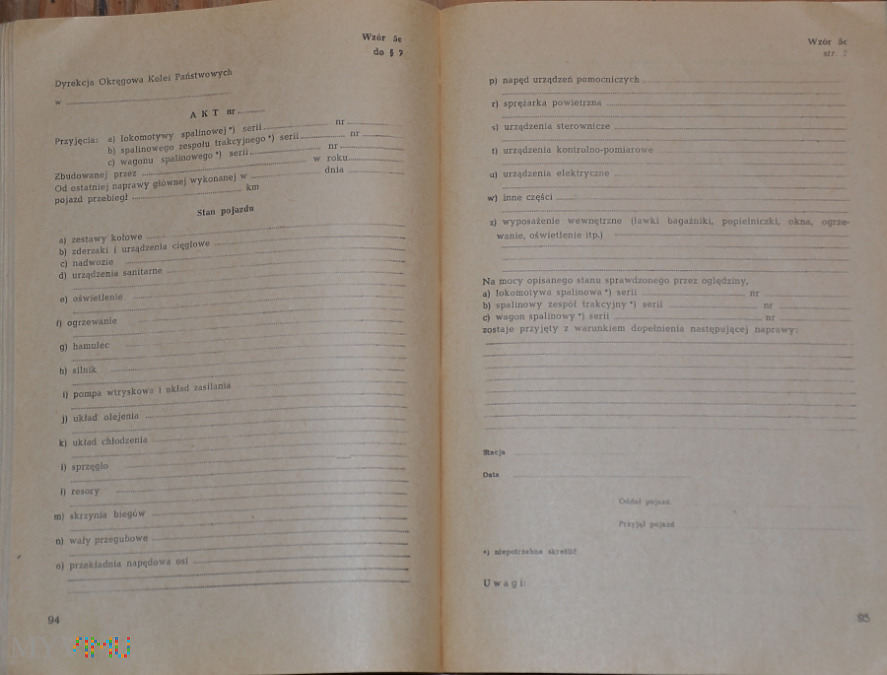 Wzór 5c
do § 7
Dyrekcja Okręgowa Kolei Państwowych
w
AKT nr
Przyjęcia: a) lokomotywy spalinowej *) serii nr
b) spalinowego zespołu trakcyjnego *) serii nr
c) wagonu spalinowego *) serii nr
Zbudowanej przez w roku
Od ostatniej naprawy głównej wykonanej w dnia
pojazd przebiegł km
Stan pojazdu
a) zestawy kołowe
b) zderzaki i urządzenia cięgłowe
c) nadwozie
d) urządzenia sanitarne
e) oświetlenie
f) ogrzewanie
g) hamulec
h) silnik
i) pompa wtryskowa i układ zasilania
j) układ olejenia
k) układ chłodzenia
l) sprzęgło
ł) resory
m) skrzynia biegów
n) wały przegubowe
o) przekładnia napędowa osi
94
Wzór 5c
str. 2
p) napęd urządzeń pomocniczych
r) sprężarka powietrzna
s) urządzenia sterownicze
t) urządzenia kontrolno-pomiarowe
u) urządzenia elektryczne
w) inne części
z) wyposażenie wewnętrzne (ławki bagażniki, popielniczki, okna, ogrze-
wanie, oświetlenie itp.)
Na mocy opisanego stanu sprawdzonego przez oględziny,
a) lokomotywa spalinowa *) serii nr
b) spalinowy zespół trakcyjny *) serii nr
c) wagon spalinowy *) serii nr
zostaje przyjęty z warunkiem dopełnienia następującej naprawy:
Stacja
Data
Oddał pojazd
Przyjął pojazd
*) niepotrzebne skreślić
Uwagi:
95